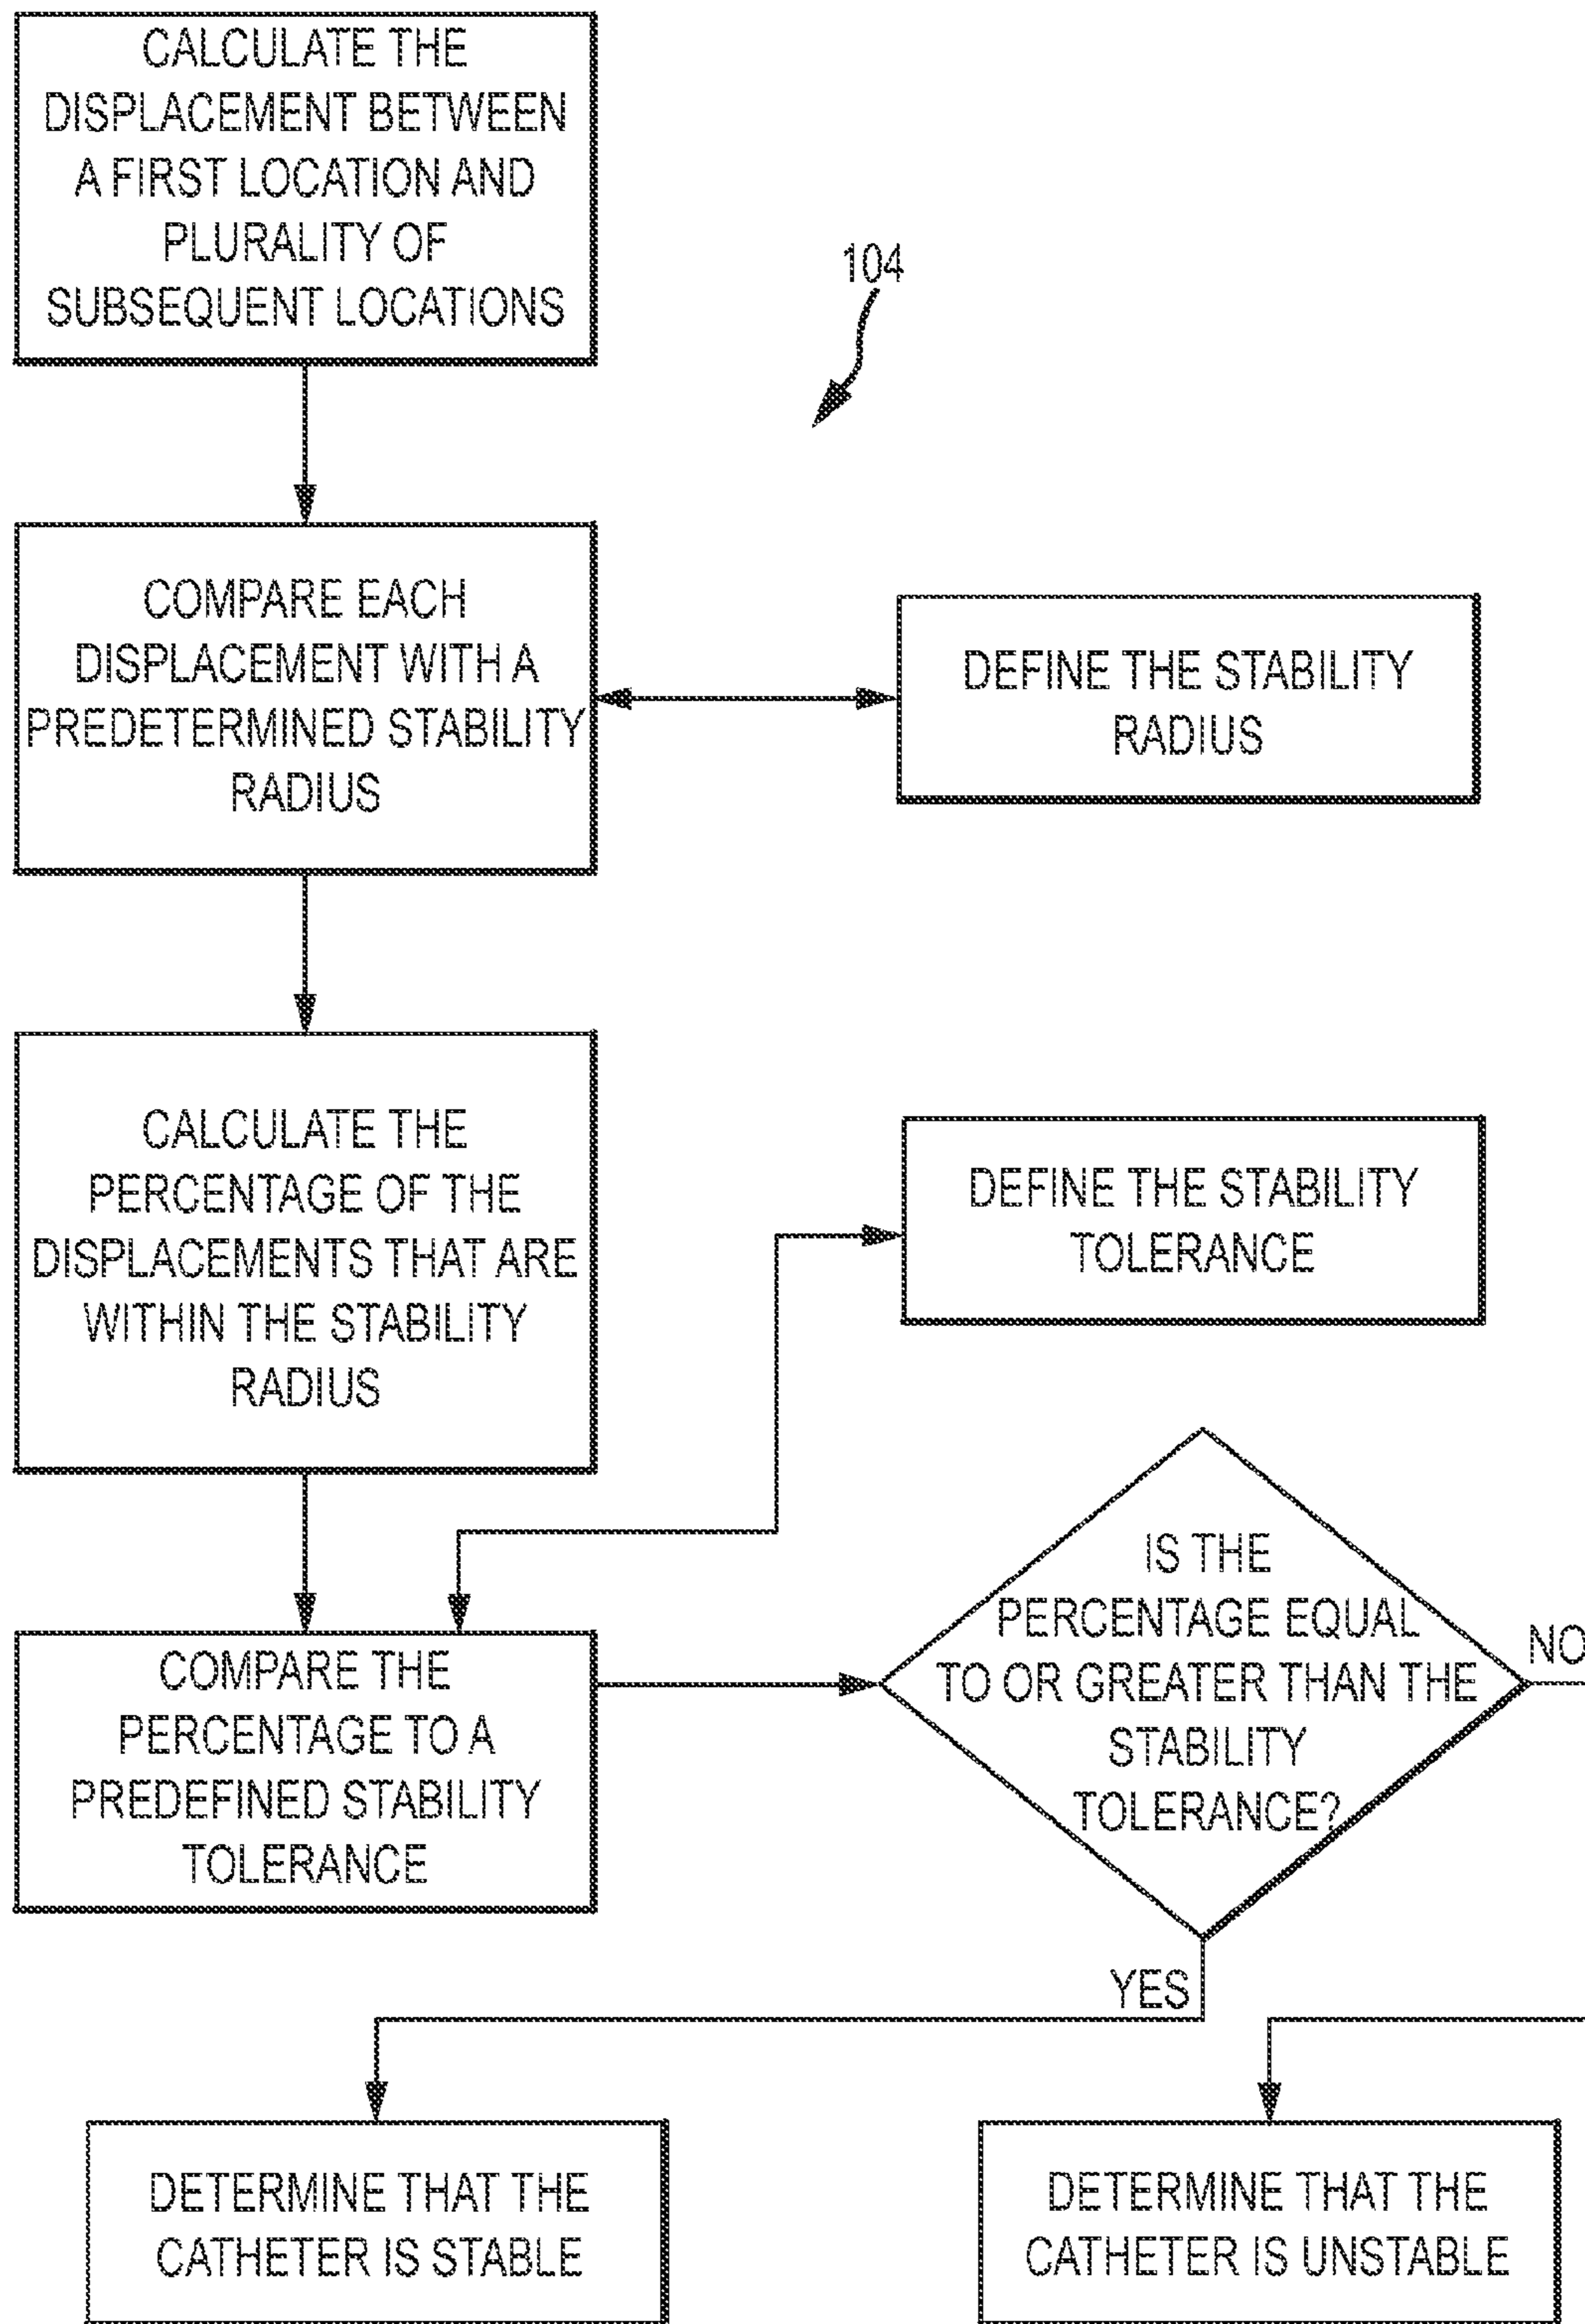 CALCULATE THE
DISPLACEMENT BETWEEN
A FIRST LOCATION AND
PLURALITY OF
SUBSEQUENT LOCATIONS
104
COMPARE EACH
DISPLACEMENT WITH A
PREDETERMINED STABILITY
RADIUS
DEFINE THE STABILITY
RADIUS
CALCULATE THE
PERCENTAGE OF THE
DISPLACEMENTS THAT ARE
WITHIN THE STABILITY
RADIUS
DEFINE THE STABILITY
TOLERANCE
COMPARE THE
PERCENTAGE TO A
PREDEFINED STABILITY
TOLERANCE
IS THE
PERCENTAGE EQUAL
TO OR GREATER THAN THE
STABILITY
TOLERANCE?
NO
YES
DETERMINE THAT THE
CATHETER IS STABLE
DETERMINE THAT THE
CATHETER IS UNSTABLE